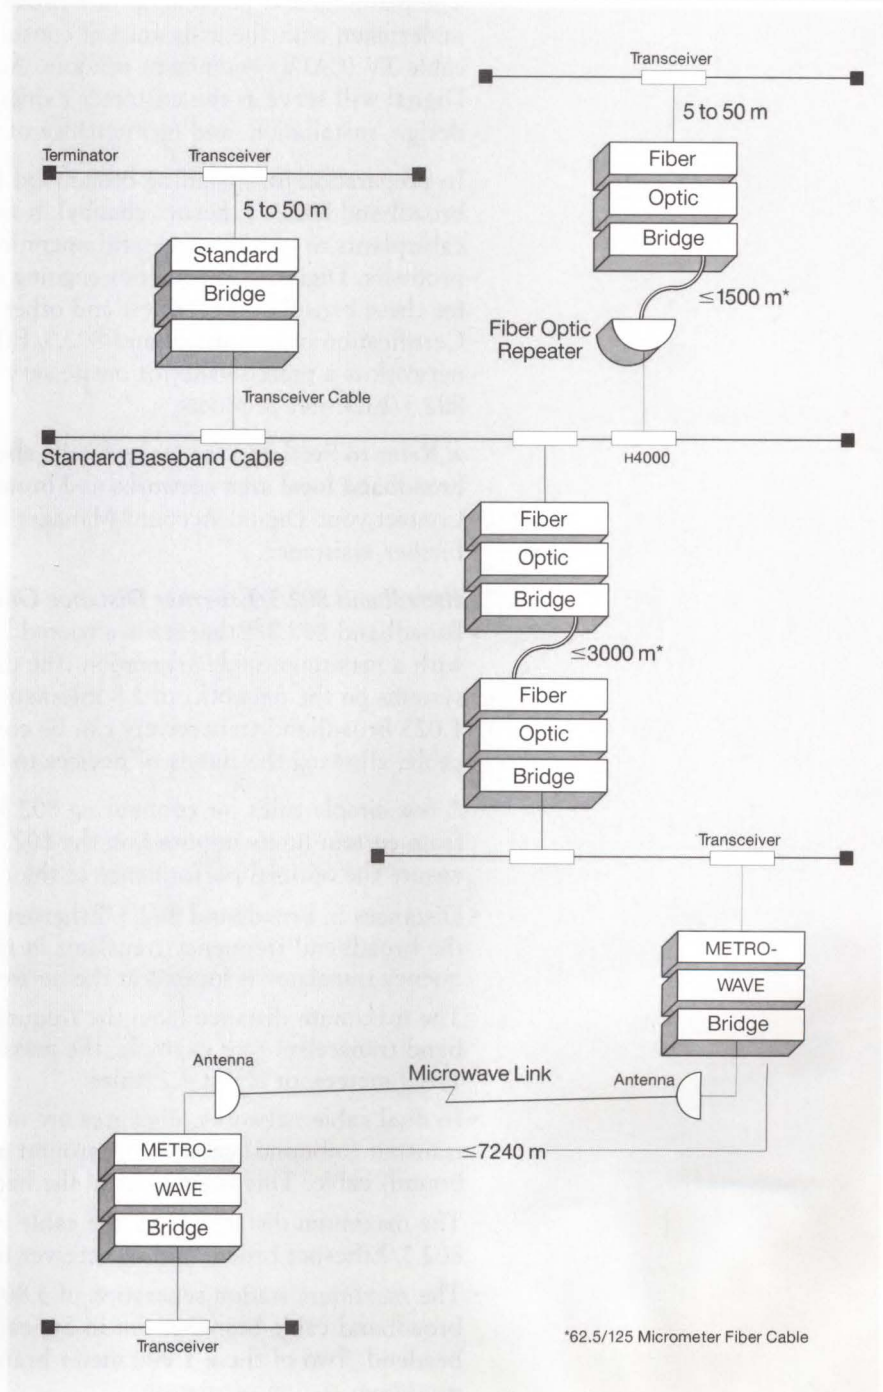 Transceiver
5 to 50 m
Fiber
Optic
Bridge
≤1500 m*
Fiber Optic
Repeater
Terminator
Transceiver
5 to 50 m
Standard
Bridge
Transceiver Cable
Standard Baseband Cable
H4000
Fiber
Optic
Bridge
≤3000 m*
Fiber
Optic
Bridge
Transceiver
METRO-
WAVE
Bridge
Antenna
Microwave Link
Antenna
≤7240 m
METRO-
WAVE
Bridge
Transceiver
*62.5/125 Micrometer Fiber Cable